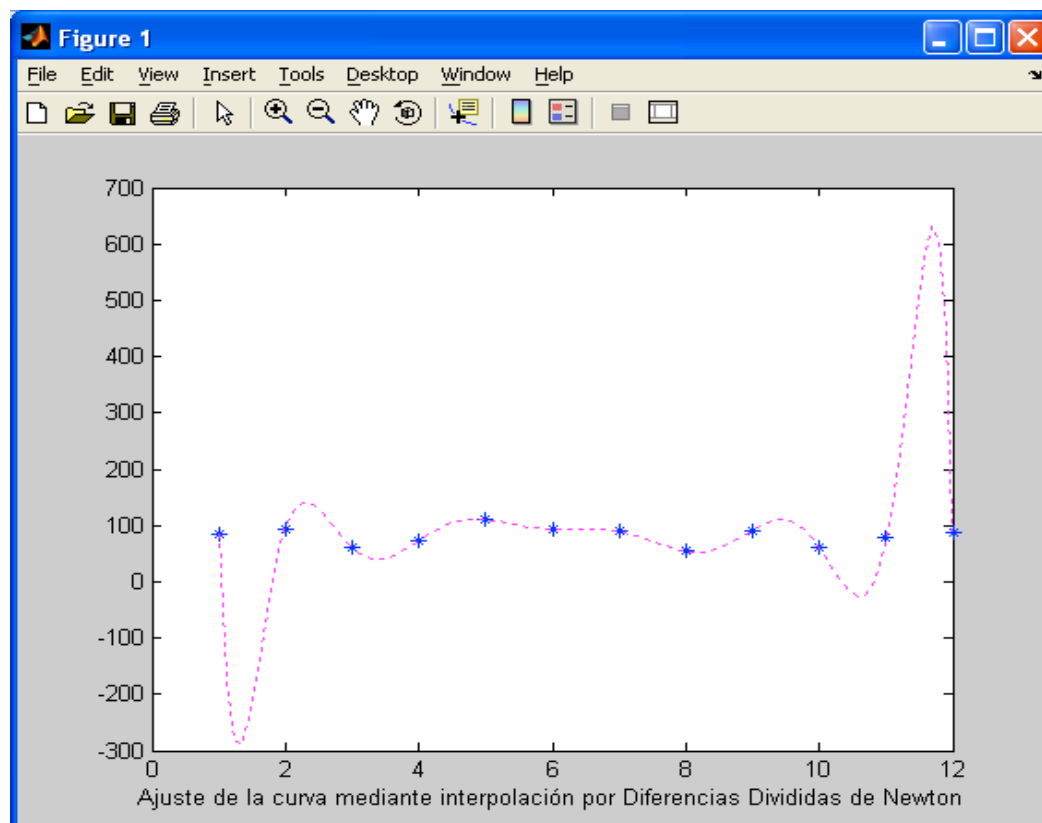 Figure 1
File Edit View Insert Tools Desktop Window Help
700
600
500
400
300
200
100
0
-100
-200
-300
0 2 4 6 8 10 12
Ajuste de la curva mediante interpolación por Diferencias Divididas de Newton